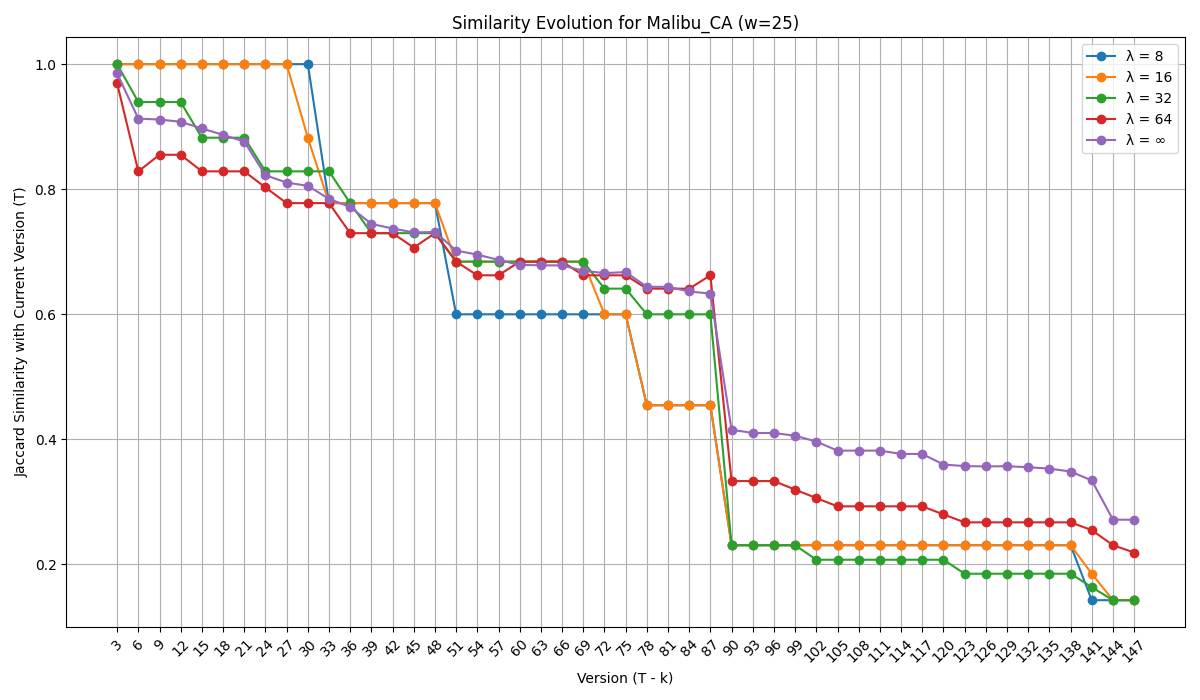 Similarity Evolution for Malibu_CA (w=25)
Jaccard Similarity with Current Version (T)
1.0
0.8
0.6
0.4
0.2
λ = 8
λ = 16
λ = 32
λ = 64
λ = ∞
3 6 9 12 15 18 21 24 27 30 33 36 39 42 45 48 51 54 57 60 63 66 69 72 75 78 81 84 87 90 93 96 99 102 105 108 111 114 117 120 123 126 129 132 135 138 141 144 147
Version (T - k)